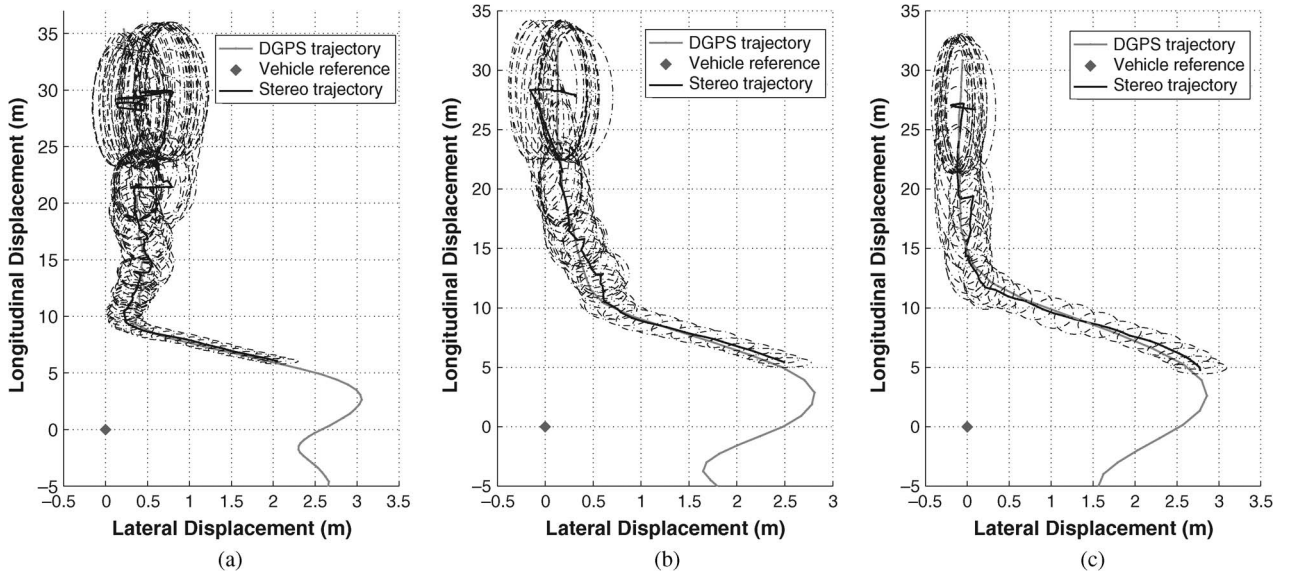 DGPS trajectory
Vehicle reference
Stereo trajectory
35
30
25
20
15
10
5
0
−5
−0.5 0 0.5 1 1.5 2 2.5 3 3.5
Longitudinal Displacement (m)
Lateral Displacement (m)
(a)
DGPS trajectory
Vehicle reference
Stereo trajectory
35
30
25
20
15
10
5
0
−5
−0.5 0 0.5 1 1.5 2 2.5 3
Longitudinal Displacement (m)
Lateral Displacement (m)
(b)
DGPS trajectory
Vehicle reference
Stereo trajectory
35
30
25
20
15
10
5
0
−5
−0.5 0 0.5 1 1.5 2 2.5 3 3.5
Longitudinal Displacement (m)
Lateral Displacement (m)
(c)